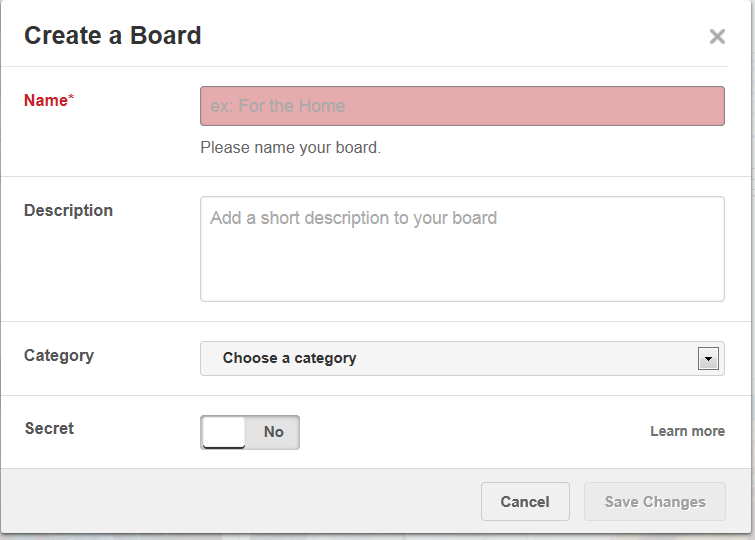 Create a Board
Name*
ex: For the Home
Please name your board.
Description
Add a short description to your board
Category
Choose a category
Secret
No
Learn more
Cancel
Save Changes